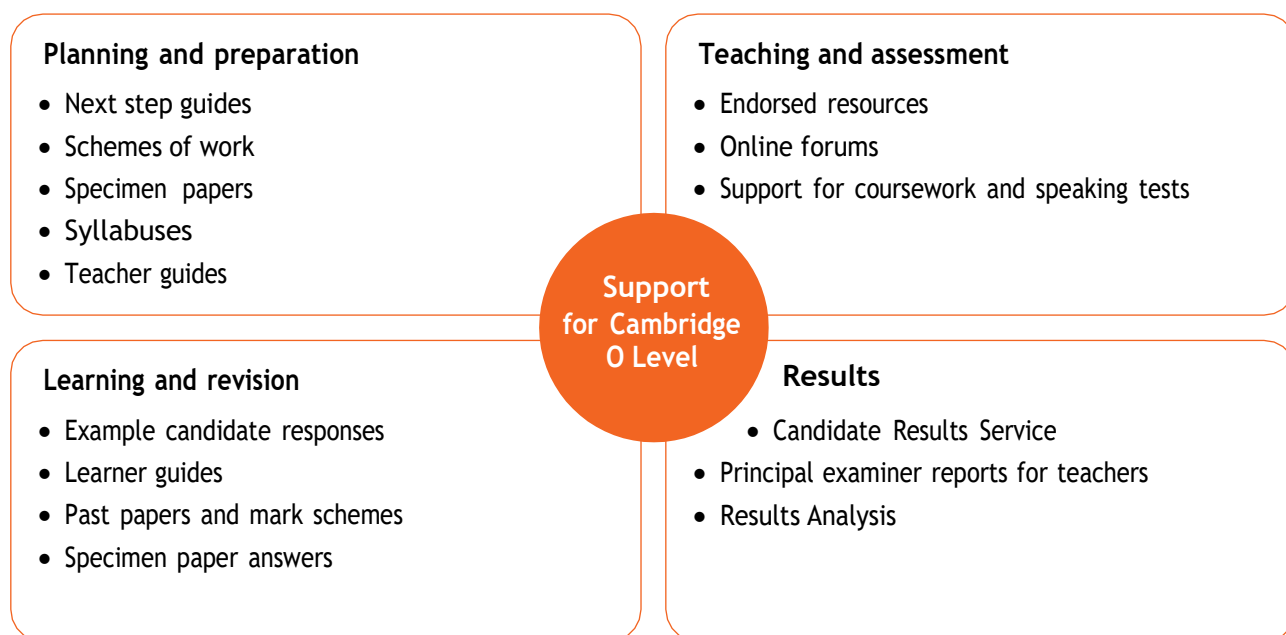 Planning and preparation
• Next step guides
• Schemes of work
• Specimen papers
• Syllabuses
• Teacher guides
Teaching and assessment
• Endorsed resources
• Online forums
• Support for coursework and speaking tests
Support
for Cambridge
O Level
Learning and revision
• Example candidate responses
• Learner guides
• Past papers and mark schemes
• Specimen paper answers
Results
• Candidate Results Service
• Principal examiner reports for teachers
• Results Analysis